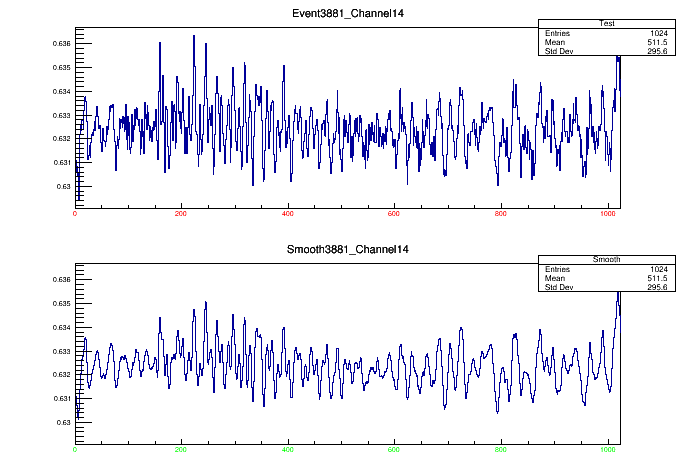 Event3881_Channel14
Test
Entries 1024
Mean 511.5
Std Dev 295.6
0.636
0.635
0.634
0.633
0.632
0.631
0.63
0 200 400 600 800 1000
Smooth3881_Channel14
Smooth
Entries 1024
Mean 511.5
Std Dev 295.6
0.636
0.635
0.634
0.633
0.632
0.631
0.63
0 200 400 600 800 1000